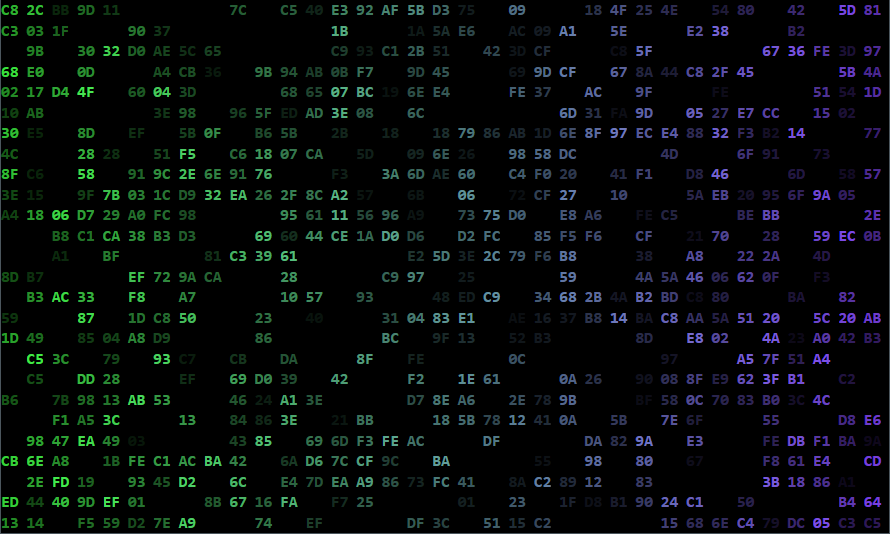 C8 2C BB 9D 11 7C C5 40 E3 92 AF 5B D3 75 09 18 4F 25 4E 54 80 42 5D 81
C3 03 1F 90 37 1B 1A 5A E6 AC 09 A1 5E E2 38 B2
9B 30 32 D0 AE 5C 65 C9 93 C1 2B 51 42 3D CF C8 5F 67 36 FE 3D 97
68 E0 0D A4 CB 36 9B 94 AB 0B F7 9D 45 69 9D CF 67 8A 44 C8 2F 45 5B 4A
02 17 D4 4F 60 04 3D 68 65 07 BC 19 6E E4 FE 37 AC 9F 51 54 1D
10 AB 3E 98 96 5F ED AD 3E 08 6C 6D 31 FA 9D 05 27 E7 CC 15 02
30 E5 8D EF 5B 0F B6 5B 2B 18 18 79 86 AB 1D 6E 8F 97 EC E4 88 32 F3 82 14 77
4C 28 28 51 F5 C6 18 07 CA 5D 09 6E 26 98 58 DC 4D 6F 91 73
8F C6 58 91 9C 2E 6E 91 76 F3 3A 6D AE 60 C4 F0 20 41 F1 D8 46 6D 58 57
3E 15 9F 7B 03 1C D9 32 EA 26 2F 8C A2 57 6B 06 72 CF 27 10 5A EB 20 95 6F 9A 05
A4 18 06 D7 29 A0 FC 98 95 61 11 56 96 A9 73 75 D0 E8 A6 FE C5 BE BB 2E
B8 C1 CA 38 B3 D3 69 60 44 CE 1A D0 D6 D2 FC 85 F5 F6 CF 21 70 28 59 EC 0B
A1 BF 81 C3 39 61 E2 5D 3E 2C 79 F6 B8 38 A8 22 2A 4D
8D B7 EF 72 9A CA 28 C9 97 25 59 4A 5A 46 06 62 0F F3
B3 AC 33 F8 A7 10 57 93 48 ED C9 34 68 2B 4A B2 BD C8 80 8A 82
59 87 1D C8 50 23 40 31 04 83 E1 AE 16 37 B8 14 8A C8 AA 5A 51 20 5C 20 AB
1D 49 85 04 A8 D9 86 BC 9F 13 52 83 8D E8 02 4A 23 A0 42 B3
C5 3C 79 93 C7 CB DA 8F FE 0C 97 A5 7F 51 A4
C5 DD 28 EF 69 D0 39 42 F2 1E 61 0A 26 90 08 8F E9 62 3F B1 C2
B6 7B 98 13 AB 53 46 24 A1 3E D7 8E A6 2E 78 9B 8F 58 0C 70 83 B0 3C 4C
F1 A5 3C 13 84 86 3E 21 BB 18 5B 78 12 41 0A 5B 7E 6F 55 D8 E6
98 47 EA 49 03 43 85 69 6D F3 FE AC DF DA 82 9A E3 FE DB F1 BA 9A
CB 6E A8 1B FE C1 AC BA 42 6A D6 7C CF 9C BA 55 98 80 67 F8 61 E4 CD
2E FD 19 93 45 D2 6C E4 7D EA A9 86 73 FC 41 8A C2 89 12 83 3B 18 86 A1
ED 44 40 9D EF 01 8B 67 16 FA F7 25 01 23 1F D8 B1 90 24 C1 50 B4 64
13 14 F5 59 D2 7E A9 74 EF DF 3C 51 15 C2 15 68 6E C4 79 DC 05 C3 C5